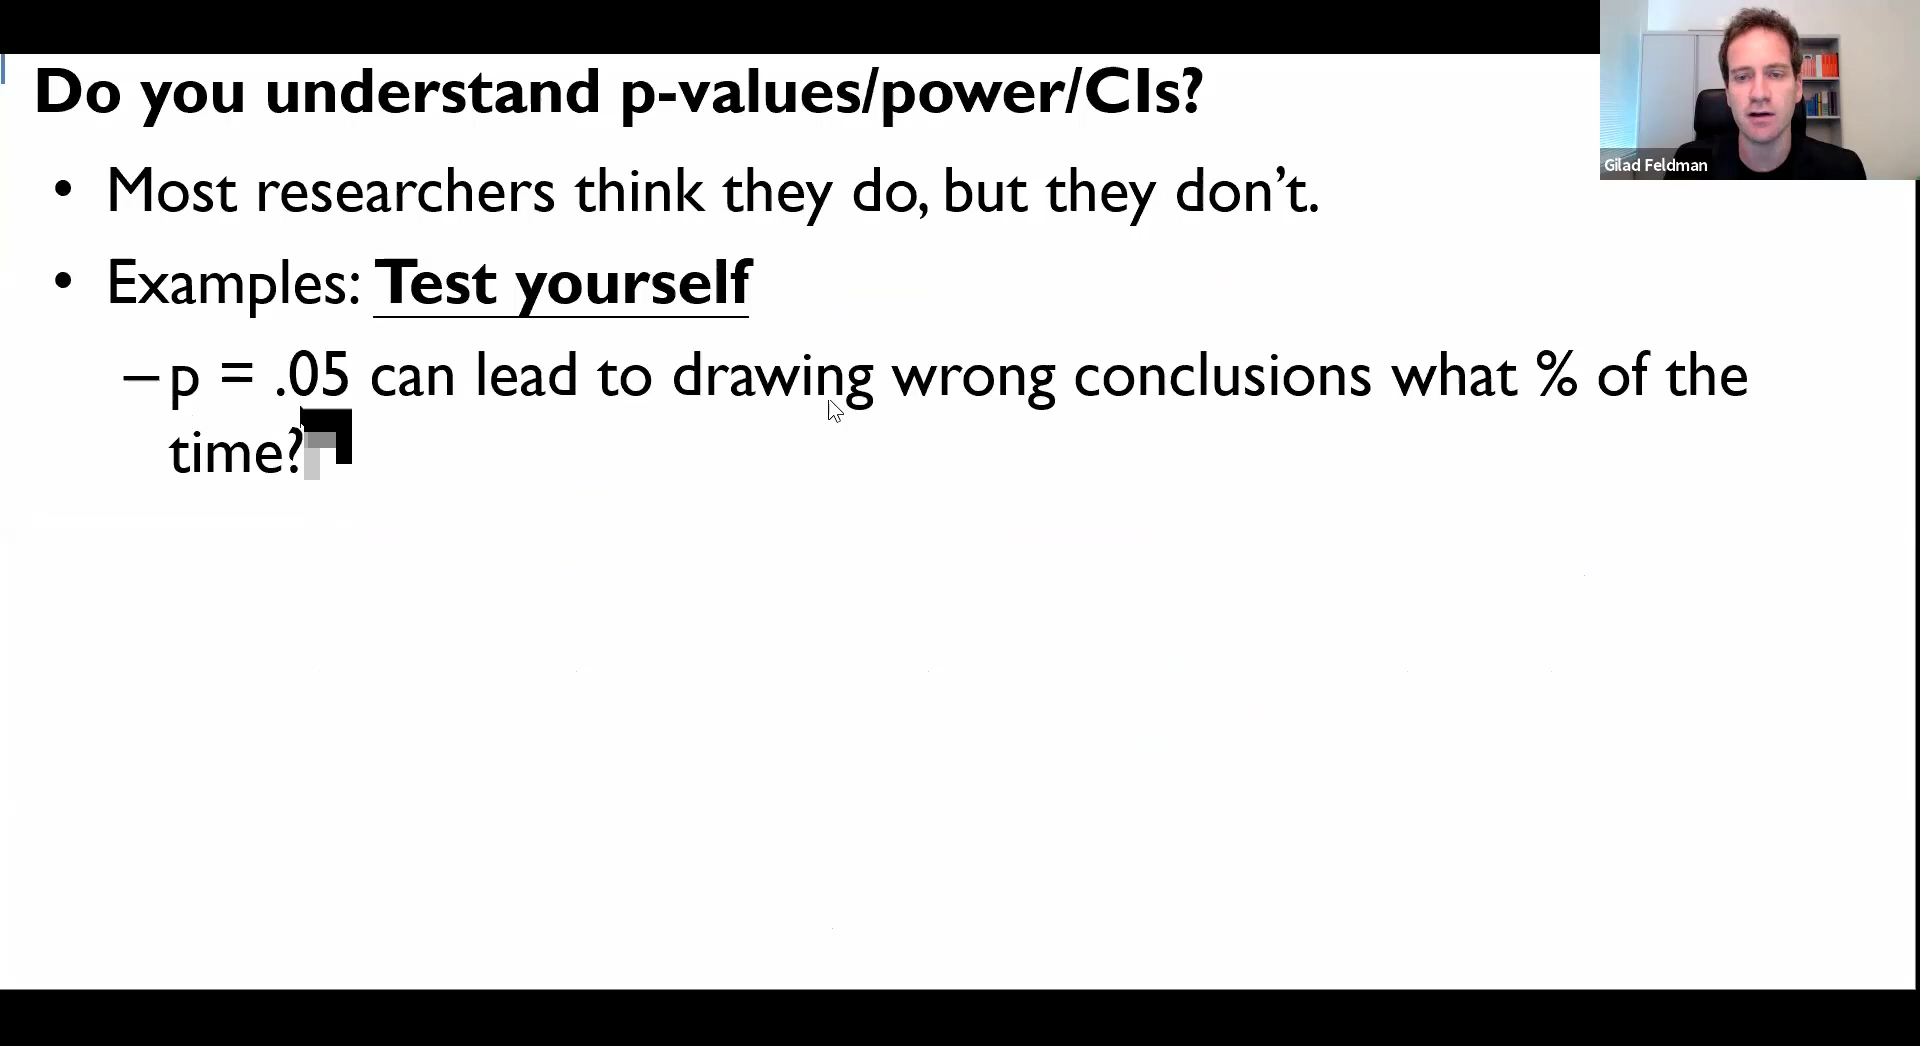 Do you understand p-values/power/CIs?
• Most researchers think they do, but they don’t.
• Examples: Test yourself
– p = .05 can lead to drawing wrong conclusions what % of the
time?
Gilad Feldman